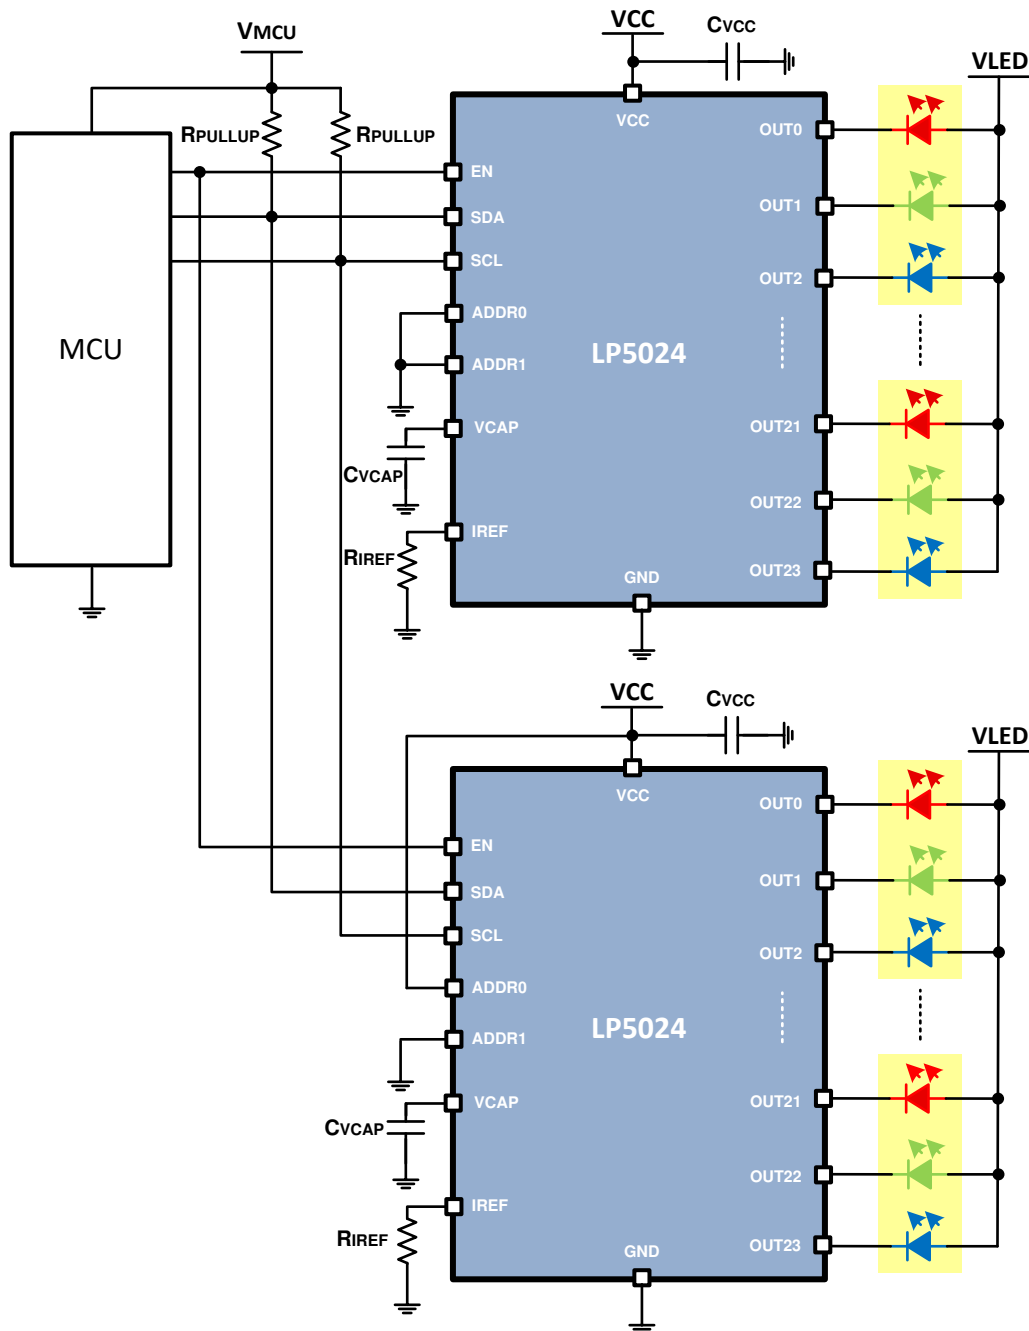 VMCU
VCC
CVCC
VLED
RPULLUP
RPULLUP
MCU
VCC
EN
SDA
SCL
ADDR0
ADDR1
VCAP
IREF
GND
LP5024
OUT0
OUT1
OUT2
OUT21
OUT22
OUT23
CVCAP
RIREF
VCC
CVCC
VLED
VCC
EN
SDA
SCL
ADDR0
ADDR1
VCAP
IREF
GND
LP5024
OUT0
OUT1
OUT2
OUT21
OUT22
OUT23
CVCAP
RIREF